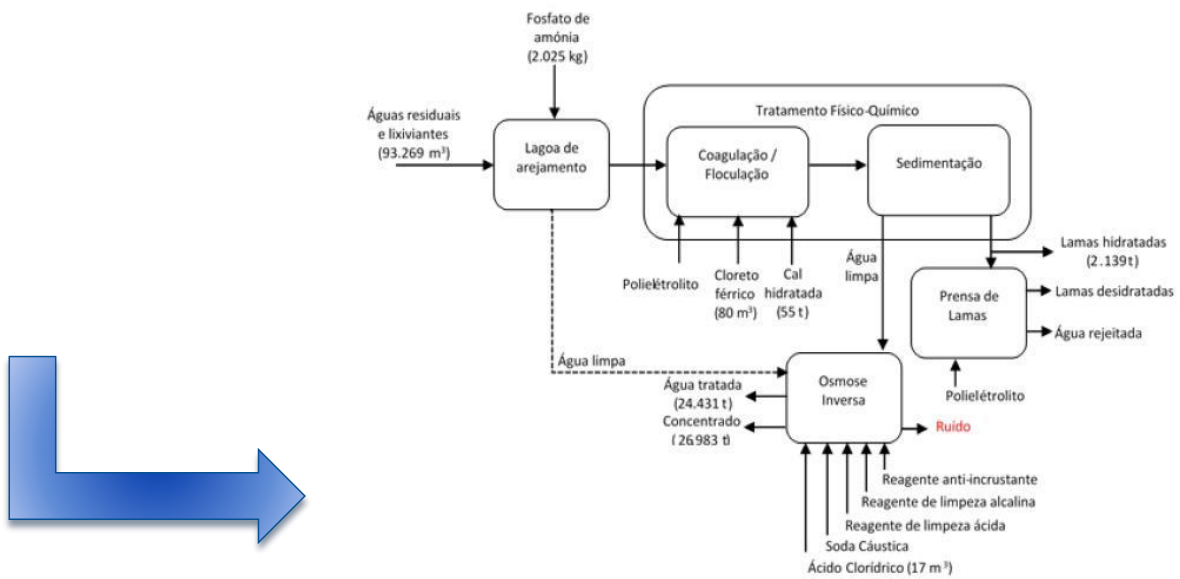 Fosfato de
amónia
(2.025 kg)
Águas residuais
e lixiviantes
(93.269 m³)
Lagoa de
arejamento
Tratamento Físico-Químico
Coagulação /
Floculação
Sedimentação
Polielétrolito
Cloreto
férrico
(80 m³)
Cal
hidratada
(55 t)
Água
limpa
Lamas hidratadas
(2.139 t)
Prensa de
Lamas
Lamas desidratadas
Água rejeitada
Polielétrolito
Água limpa
Osmose
Inversa
Água tratada
(24.431 t)
Concentrado
(26.983 t)
Ruído
Reagente anti-incrustante
Reagente de limpeza alcalina
Reagente de limpeza ácida
Soda Cáustica
Ácido Clorídrico (17 m³)